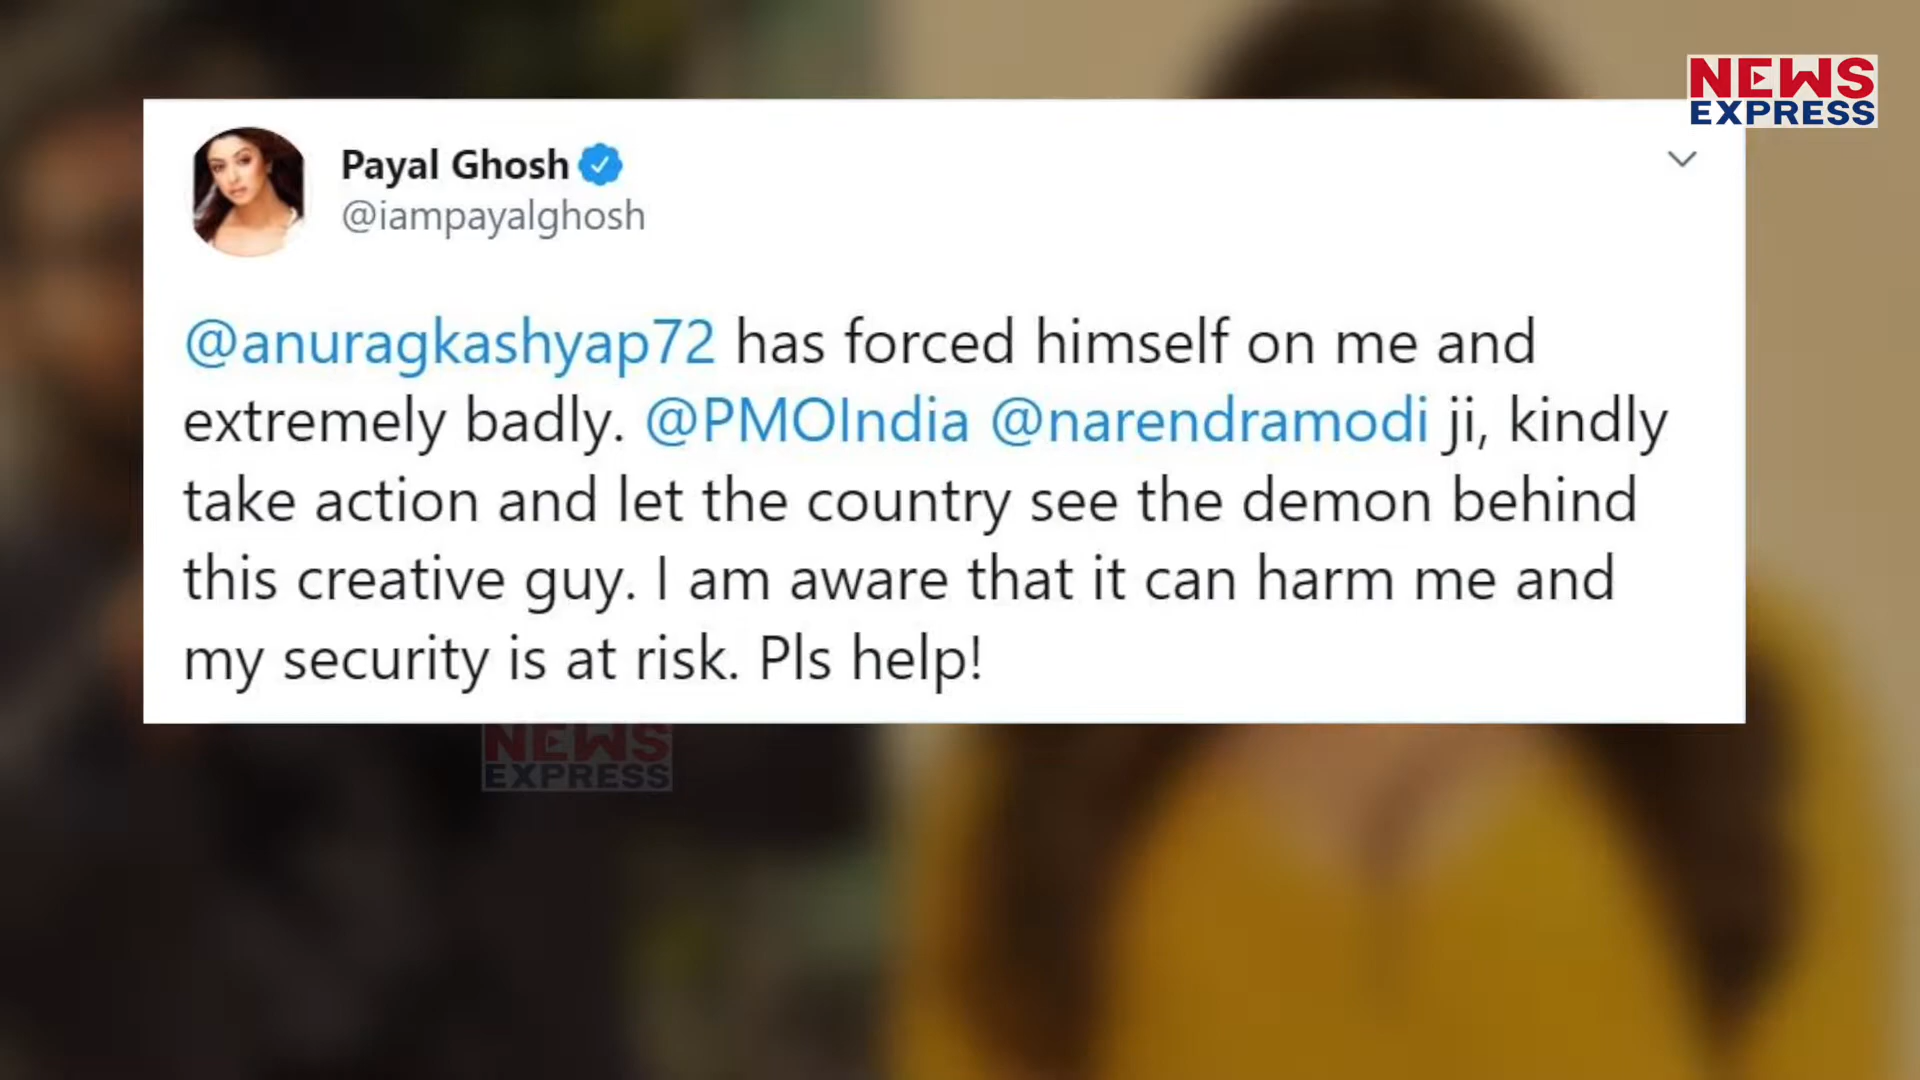 NEWS
EXPRESS
Payal Ghosh
@iampayalghosh
@anuragkashyap72 has forced himself on me and
extremely badly. @PMOIndia @narendramodi ji, kindly
take action and let the country see the demon behind
this creative guy. I am aware that it can harm me and
my security is at risk. Pls help!
NEWS
EXPRESS